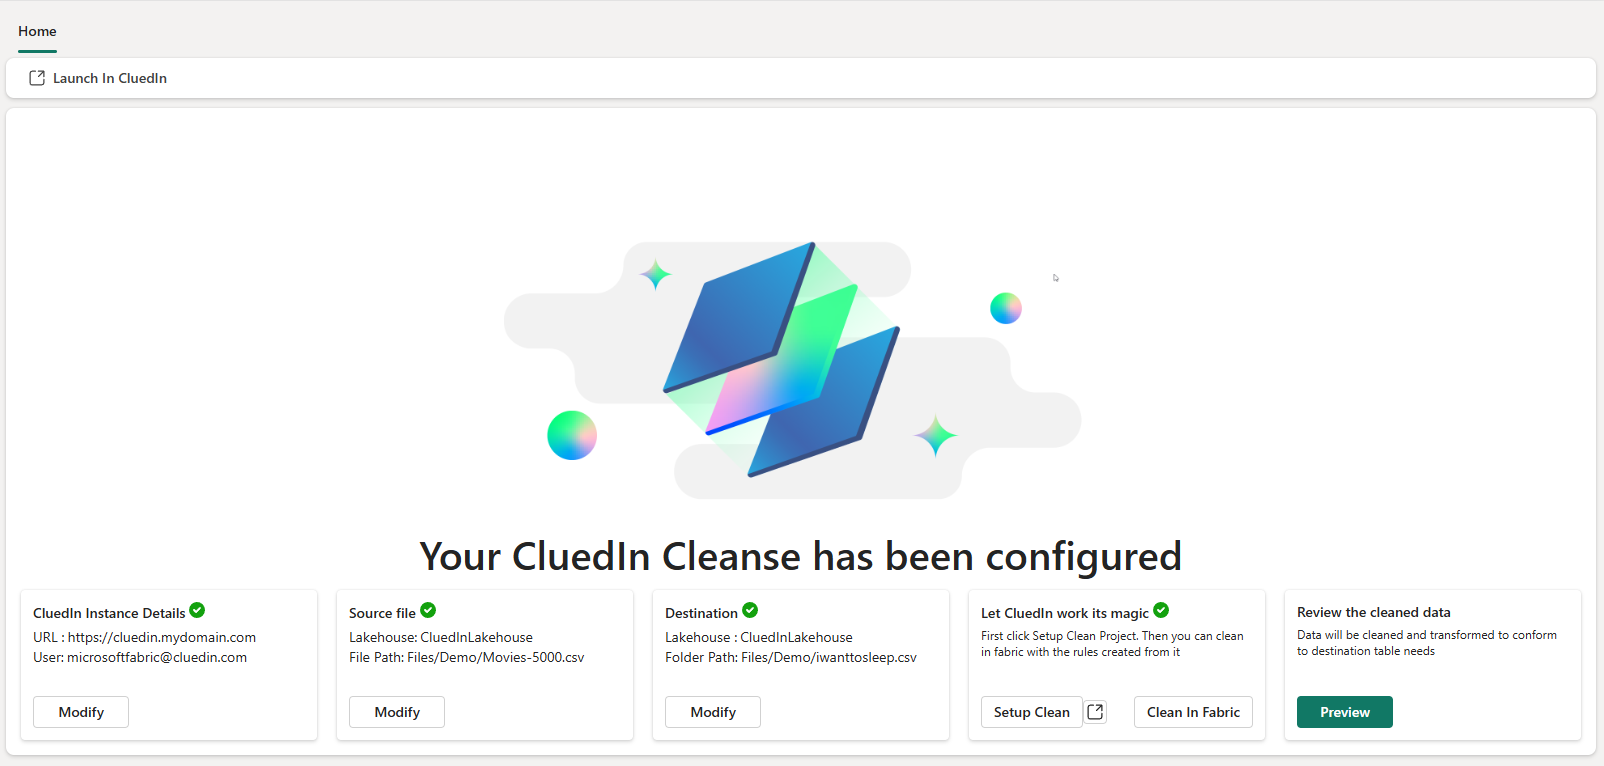 Home
Launch In CluedIn
Your CluedIn Cleanse has been configured
CluedIn Instance Details
URL : https://cluedin.mydomain.com
User: microsoftfabric@cluedin.com
Modify
Source file
Lakehouse: CluedInLakehouse
File Path: Files/Demo/Movies-5000.csv
Modify
Destination
Lakehouse : CluedInLakehouse
Folder Path: Files/Demo/iwanttosleep.csv
Modify
Let CluedIn work its magic
First click Setup Clean Project. Then you can clean
in fabric with the rules created from it
Setup Clean
Clean In Fabric
Review the cleaned data
Data will be cleaned and transformed to conform
to destination table needs
Preview